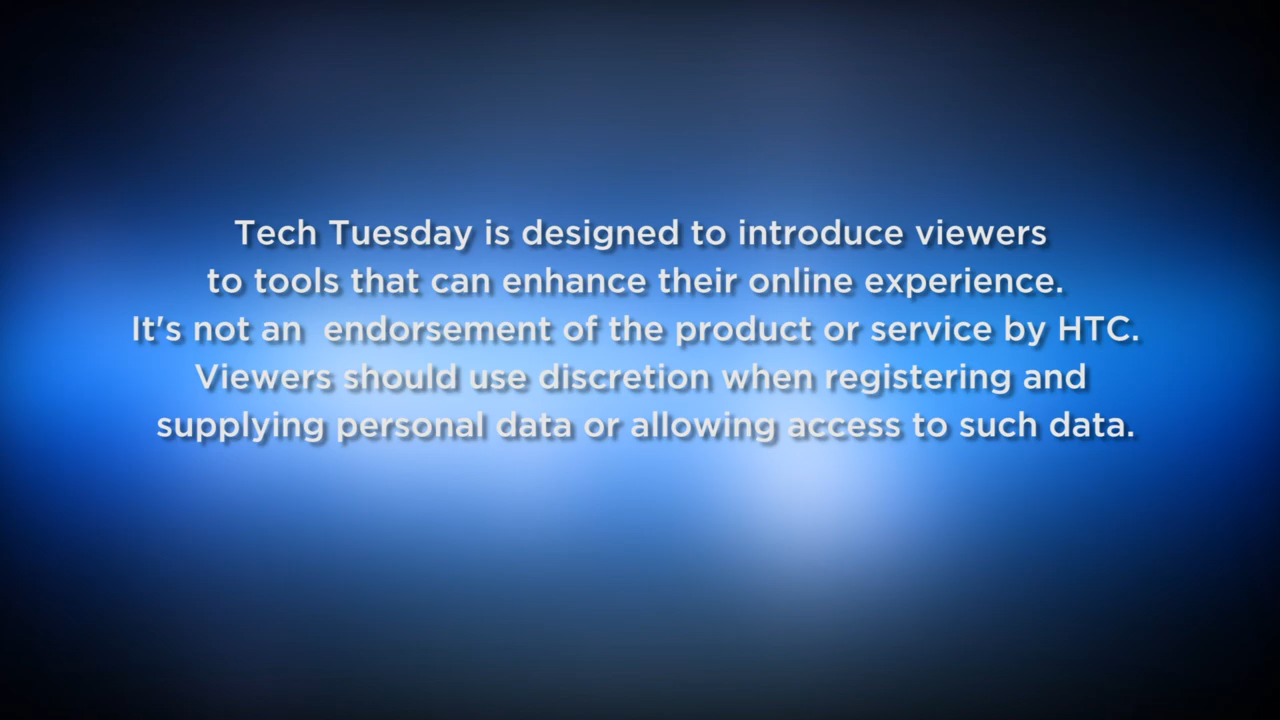 Tech Tuesday is designed to introduce viewers
to tools that can enhance their online experience.
It's not an  endorsement of the product or service by HTC.
Viewers should use discretion when registering and
supplying personal data or allowing access to such data.